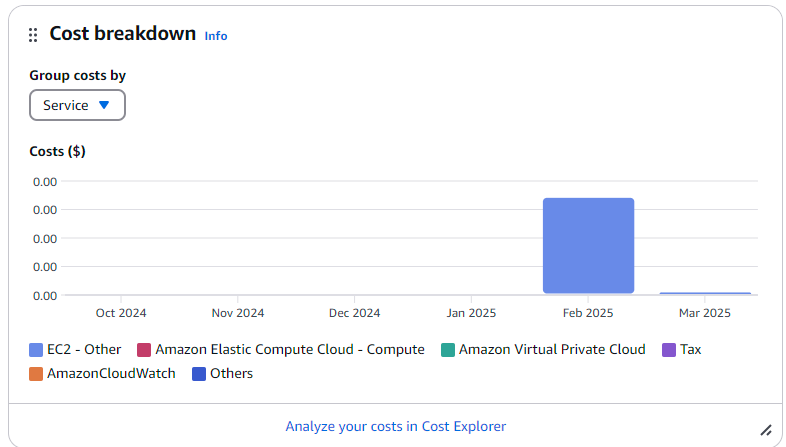 Cost breakdown Info
Group costs by
Service
Costs ($)
0.00
0.00
0.00
0.00
0.00
Oct 2024 Nov 2024 Dec 2024 Jan 2025 Feb 2025 Mar 2025
EC2 - Other Amazon Elastic Compute Cloud - Compute Amazon Virtual Private Cloud Tax
AmazonCloudWatch Others
Analyze your costs in Cost Explorer